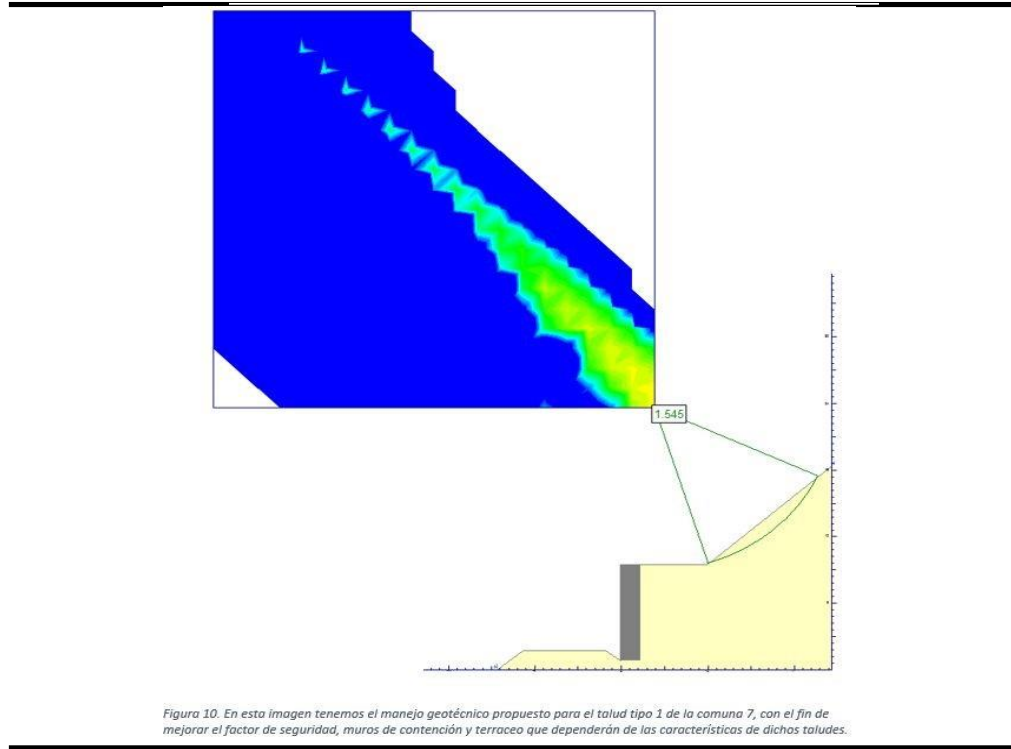 1.545
Figura 10. En esta imagen tenemos el manejo geotécnico propuesto para el talud tipo 1 de la comuna 7, con el fin de
mejorar el factor de seguridad, muros de contención y terraceo que dependerán de las características de dichos taludes.